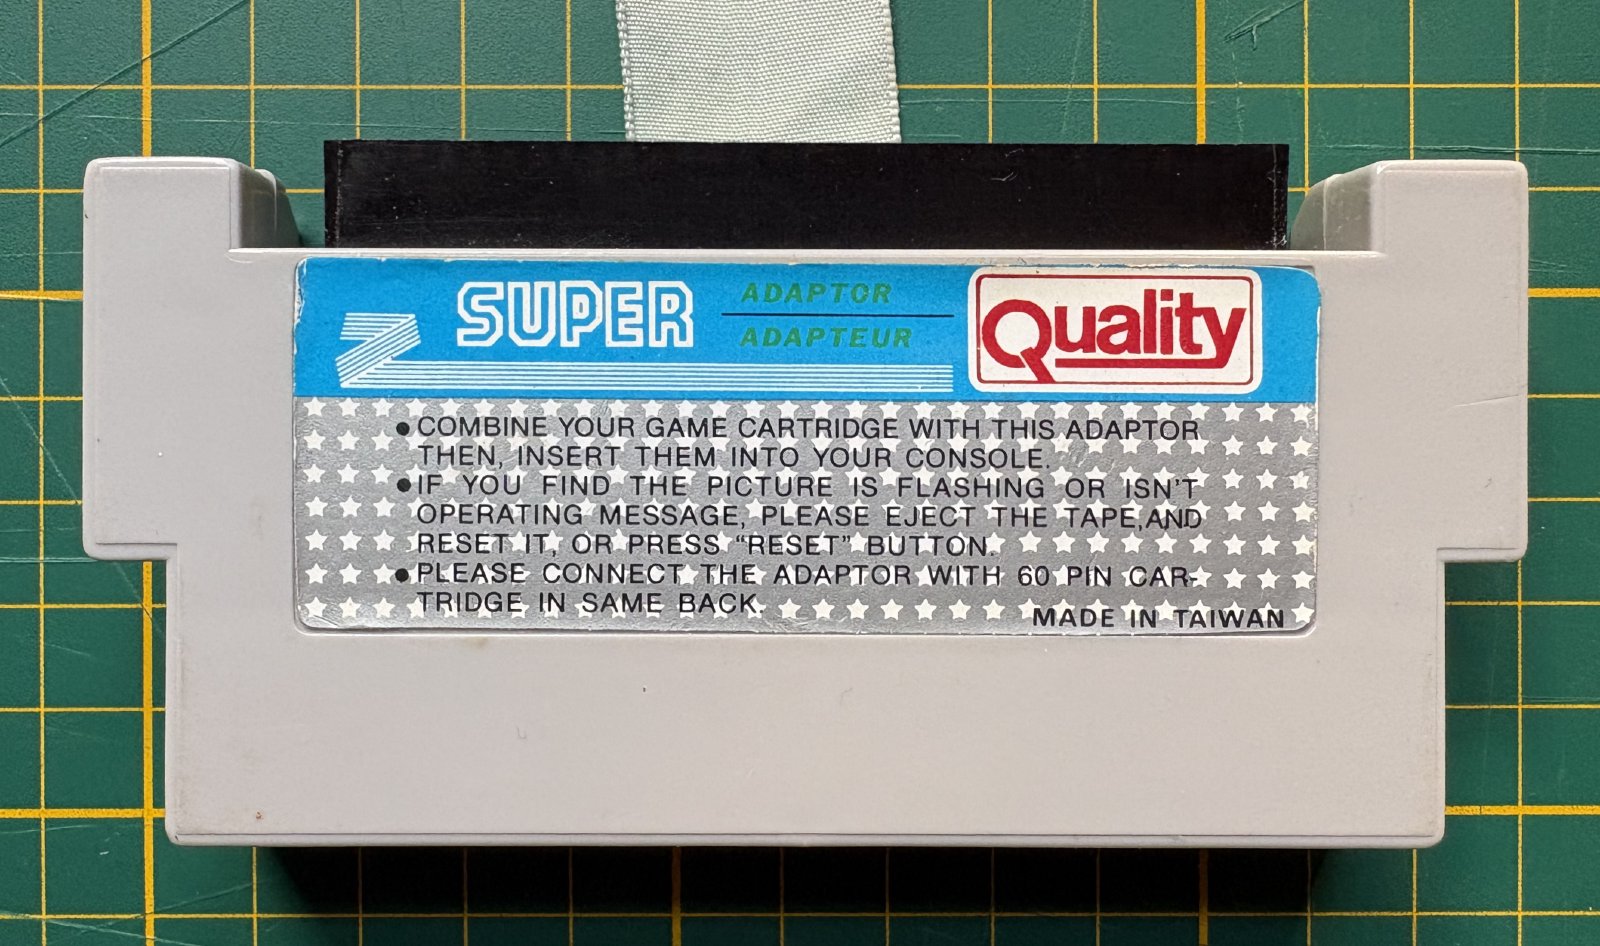 SUPER
ADAPTOR
ADAPTEUR
Quality
●COMBINE YOUR GAME CARTRIDGE WITH THIS ADAPTOR
THEN, INSERT THEM INTO YOUR CONSOLE.
●IF YOU FIND THE PICTURE IS FLASHING OR ISN'T
OPERATING MESSAGE, PLEASE EJECT THE TAPE,AND
RESET IT, OR PRESS “RESET” BUTTON.
●PLEASE CONNECT THE ADAPTOR WITH 60 PIN CAR-
TRIDGE IN SAME BACK.
MADE IN TAIWAN